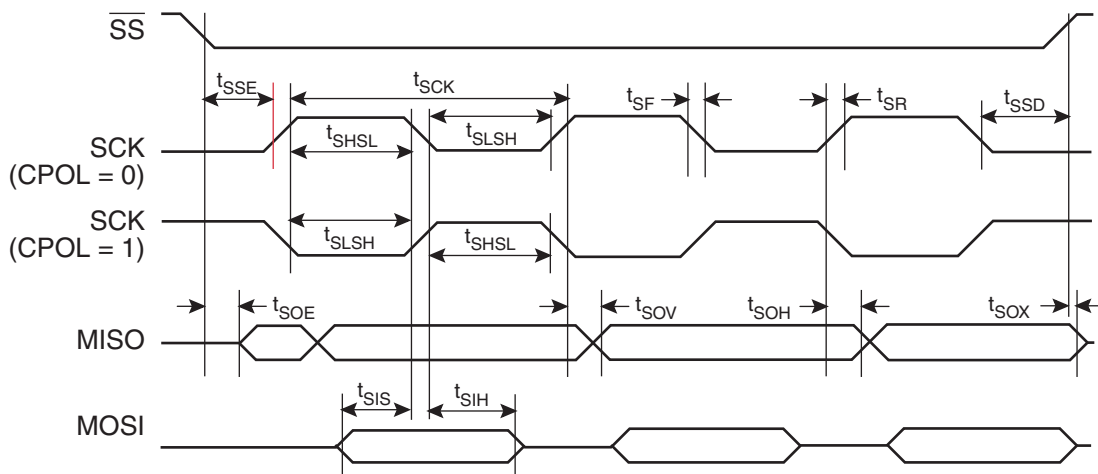 SS
tSSE
tSCK
tSF
tSR
tSSD
SCK
(CPOL = 0)
tSHSL
tSLSH
SCK
(CPOL = 1)
tSLSH
tSHSL
tSOE
tSOV
tSOH
tSOX
MISO
tSIS
tSIH
MOSI